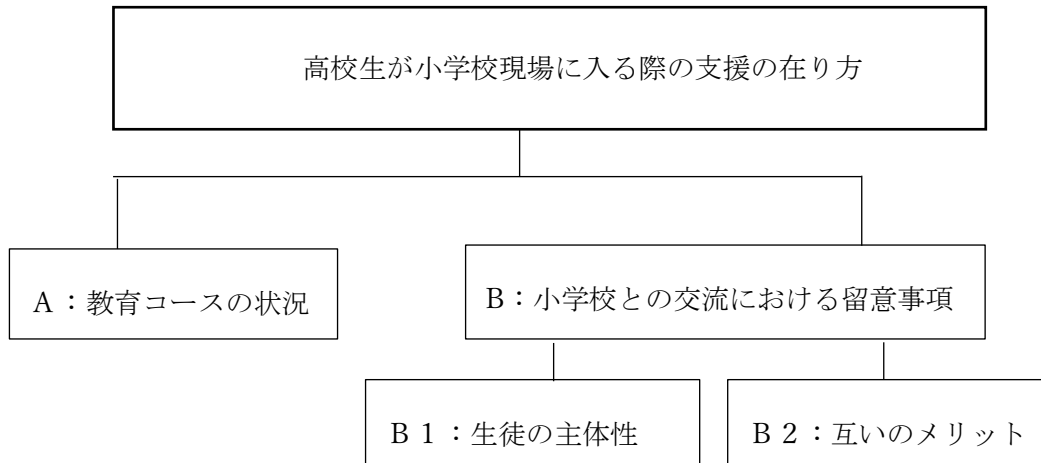 高校生が小学校現場に入る際の支援の在り方
A：教育コースの状況
B：小学校との交流における留意事項
B１：生徒の主体性
B２：互いのメリット